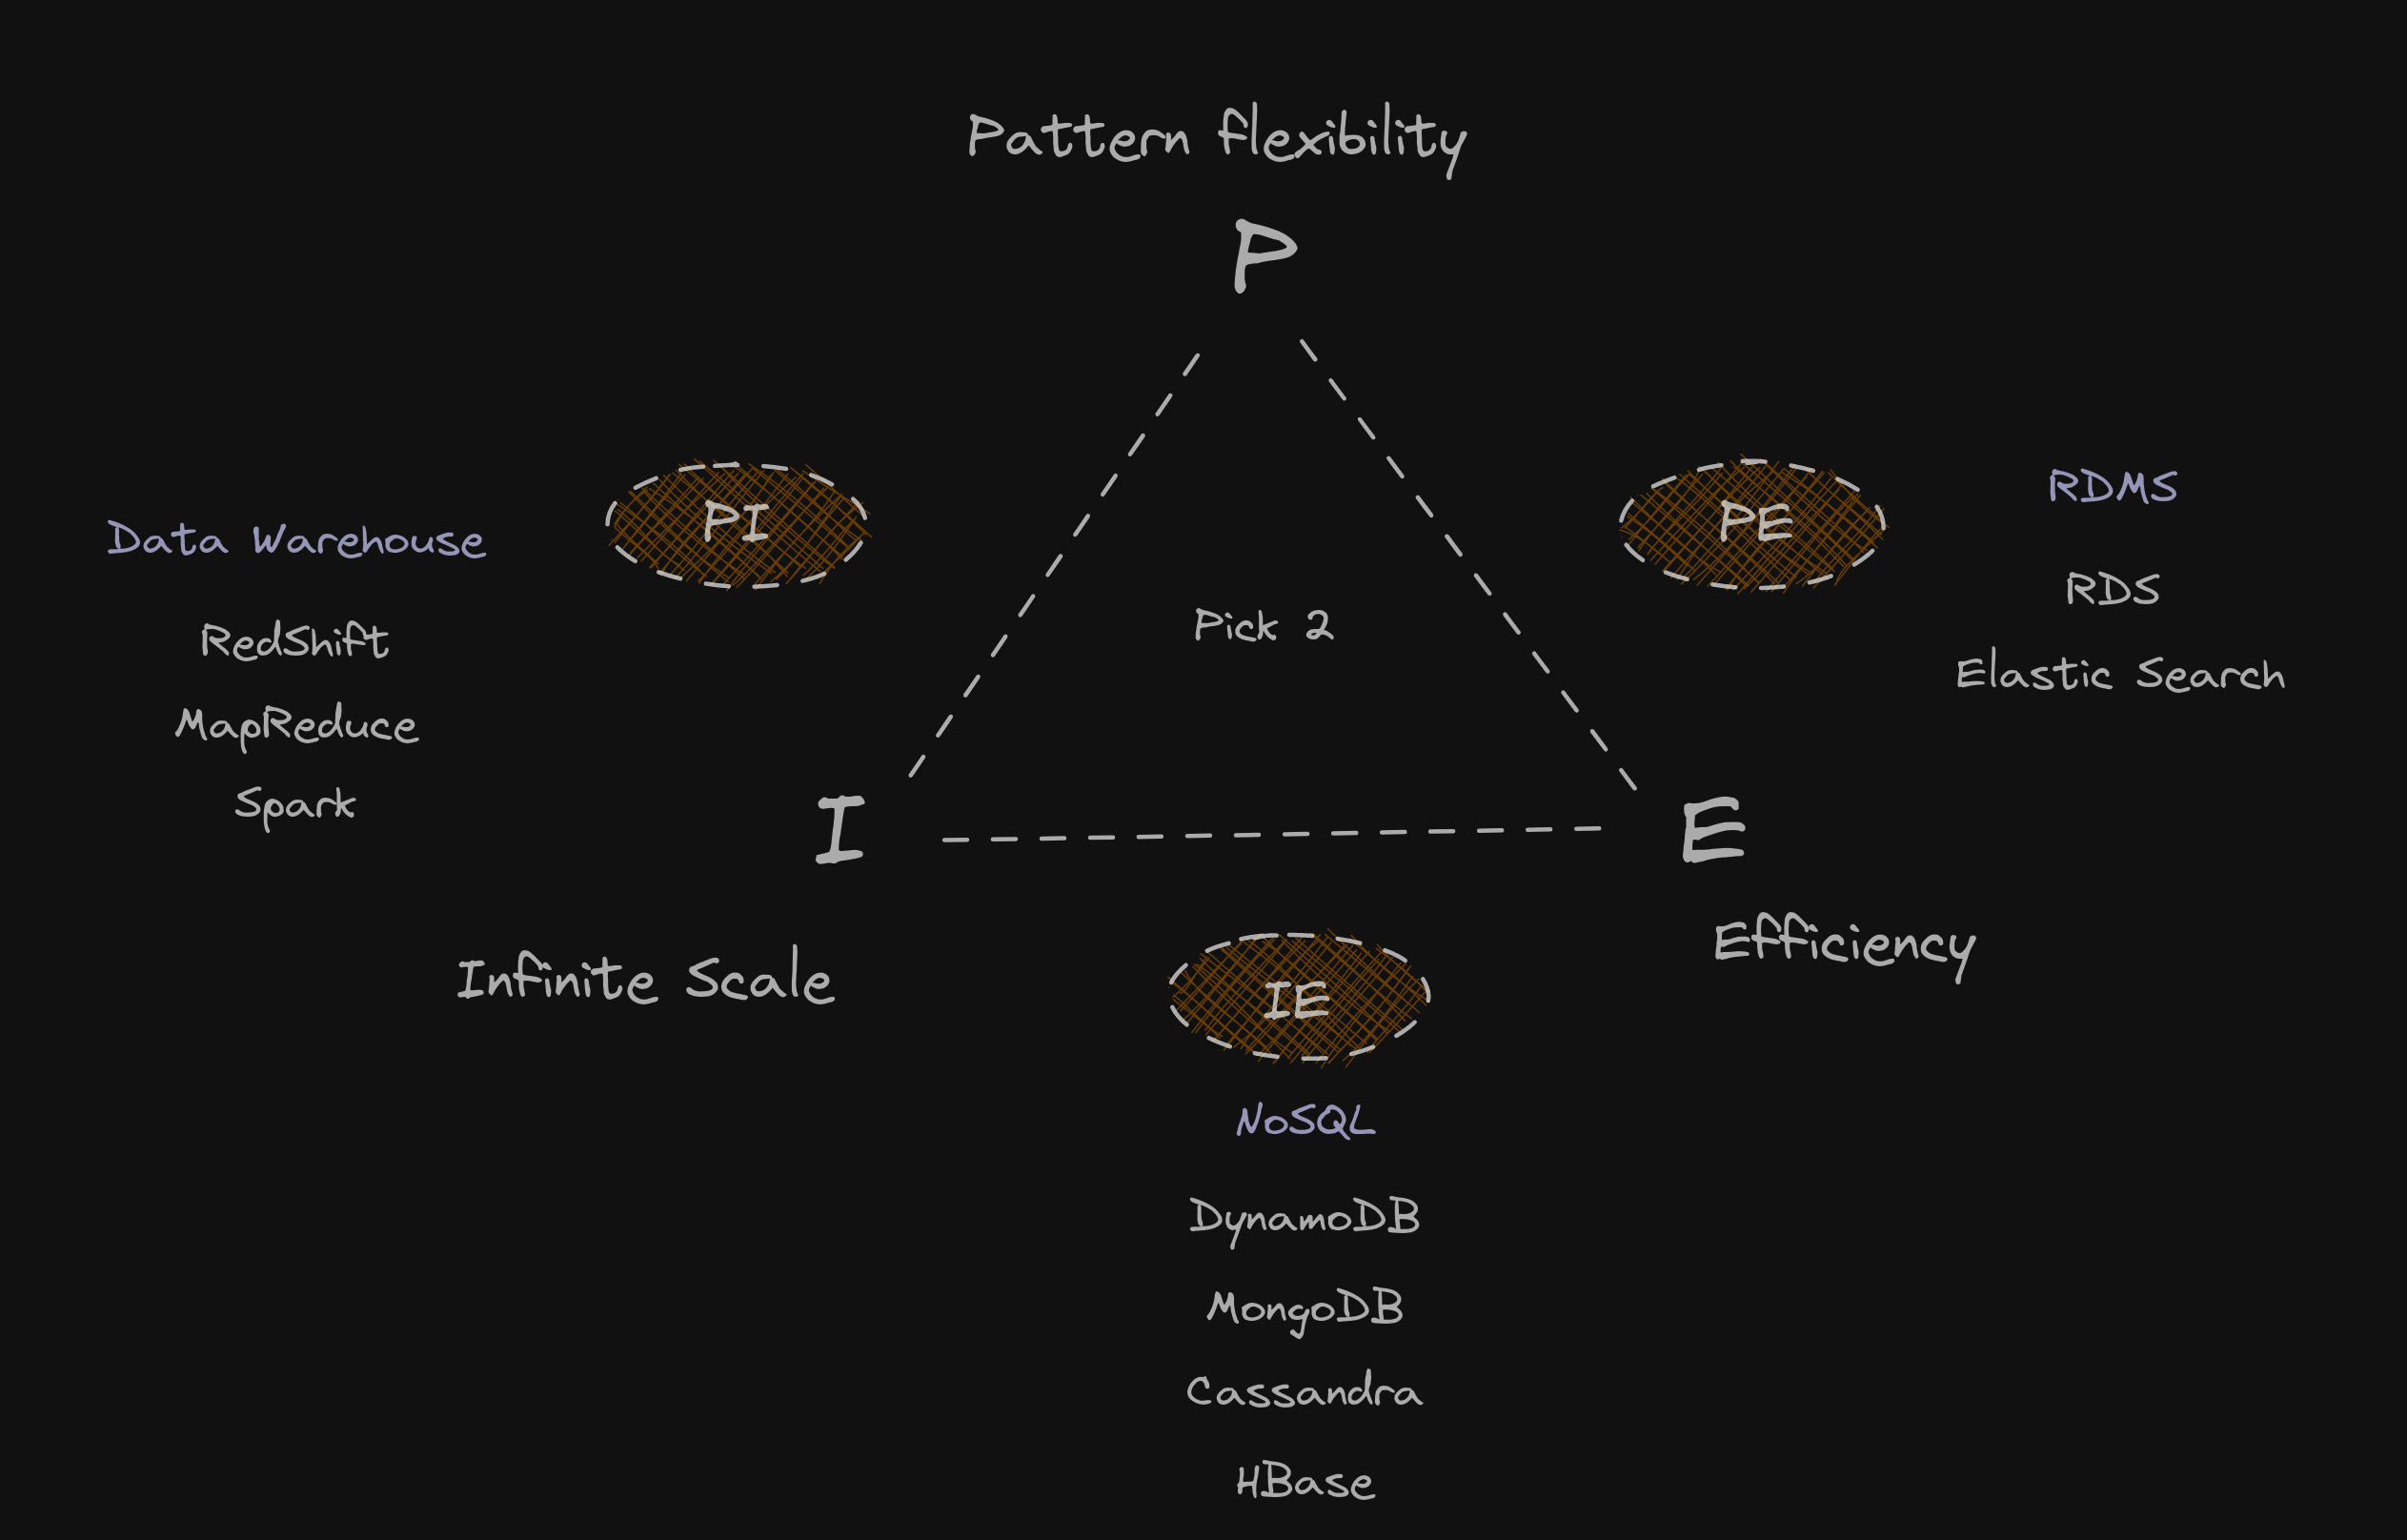 Pattern flexibility
P
PI
PE
RDMS
Data Warehouse
RDS
Pick 2
RedShift
Elastic Search
MapReduce
Spark
I
E
Efficiency
Infinite Scale
IE
NoSQL
DynamoDB
MongoDB
Cassandra
HBase